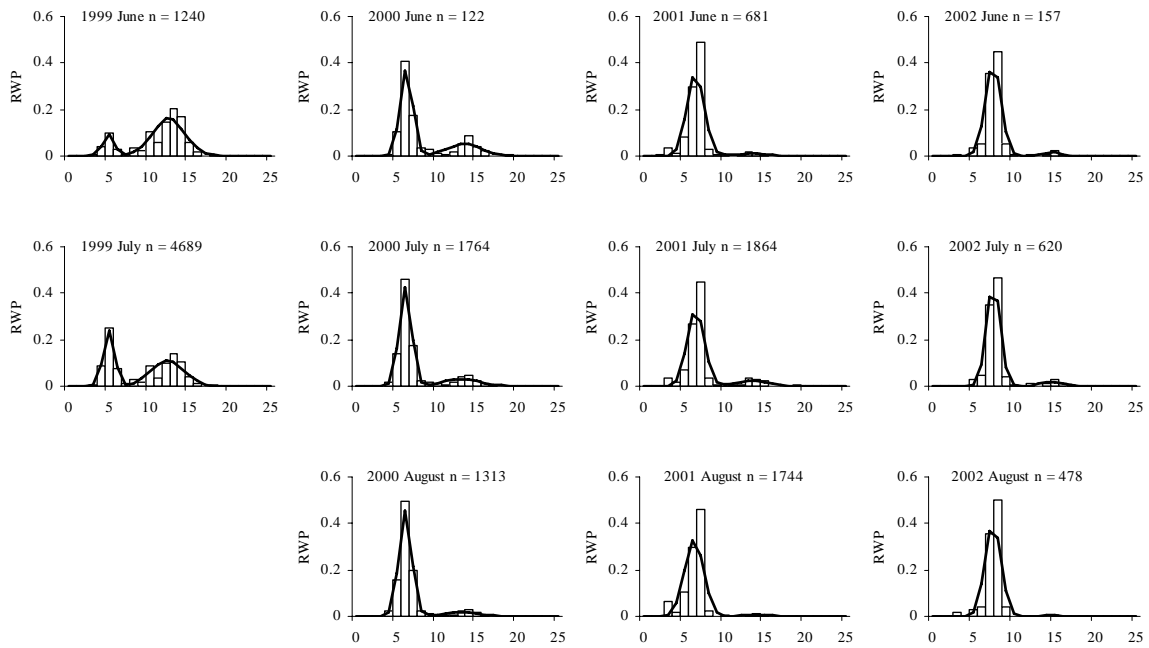 1999 June n = 1240
0.6
0.4
RWP
0.2
0
0 5 10 15 20 25
2000 June n = 122
0.6
0.4
RWP
0.2
0
0 5 10 15 20 25
2001 June n = 681
0.6
0.4
RWP
0.2
0
0 5 10 15 20 25
2002 June n = 157
0.6
0.4
RWP
0.2
0
0 5 10 15 20 25
1999 July n = 4689
0.6
0.4
RWP
0.2
0
0 5 10 15 20 25
2000 July n = 1764
0.6
0.4
RWP
0.2
0
0 5 10 15 20 25
2001 July n = 1864
0.6
0.4
RWP
0.2
0
0 5 10 15 20 25
2002 July n = 620
0.6
0.4
RWP
0.2
0
0 5 10 15 20 25
2000 August n = 1313
0.6
0.4
RWP
0.2
0
0 5 10 15 20 25
2001 August n = 1744
0.6
0.4
RWP
0.2
0
0 5 10 15 20 25
2002 August n = 478
0.6
0.4
RWP
0.2
0
0 5 10 15 20 25